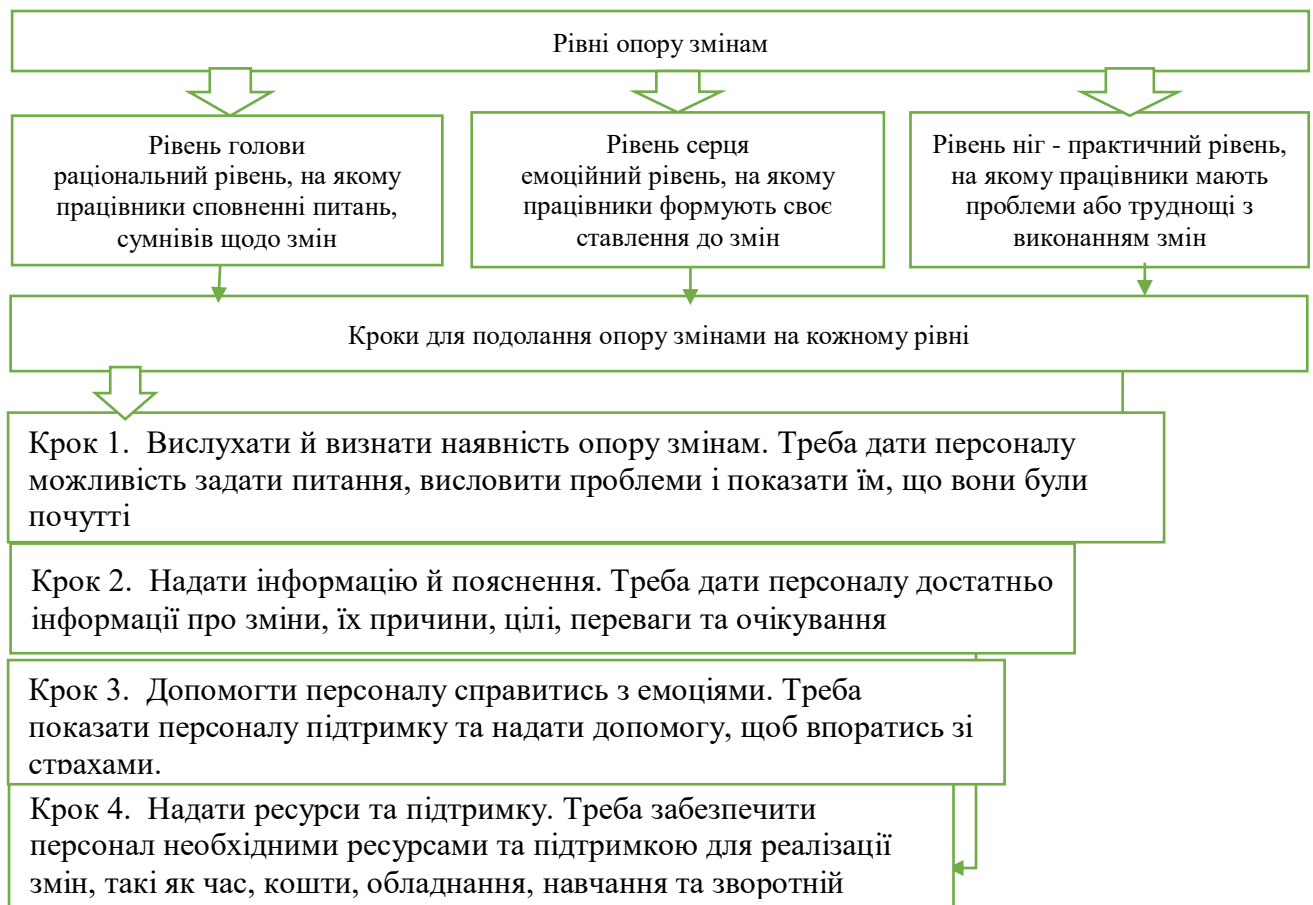 Рівні опору змінам
Рівень голови
раціональний рівень, на якому
працівники сповненні питань,
сумнівів щодо змін
Рівень серця
емоційний рівень, на якому
працівники формують своє
ставлення до змін
Рівень ніг - практичний рівень,
на якому працівники мають
проблеми або труднощі з
виконанням змін
Кроки для подолання опору змінами на кожному рівні
Крок 1. Вислухати й визнати наявність опору змінам. Треба дати персоналу
можливість задати питання, висловити проблеми і показати їм, що вони були
почутті
Крок 2. Надати інформацію й пояснення. Треба дати персоналу достатньо
інформації про зміни, їх причини, цілі, переваги та очікування
Крок 3. Допомогти персоналу справитись з емоціями. Треба
показати персоналу підтримку та надати допомогу, щоб впоратись зі
страхами.
Крок 4. Надати ресурси та підтримку. Треба забезпечити
персонал необхідними ресурсами та підтримкою для реалізації
змін, такі як час, кошти, обладнання, навчання та зворотній